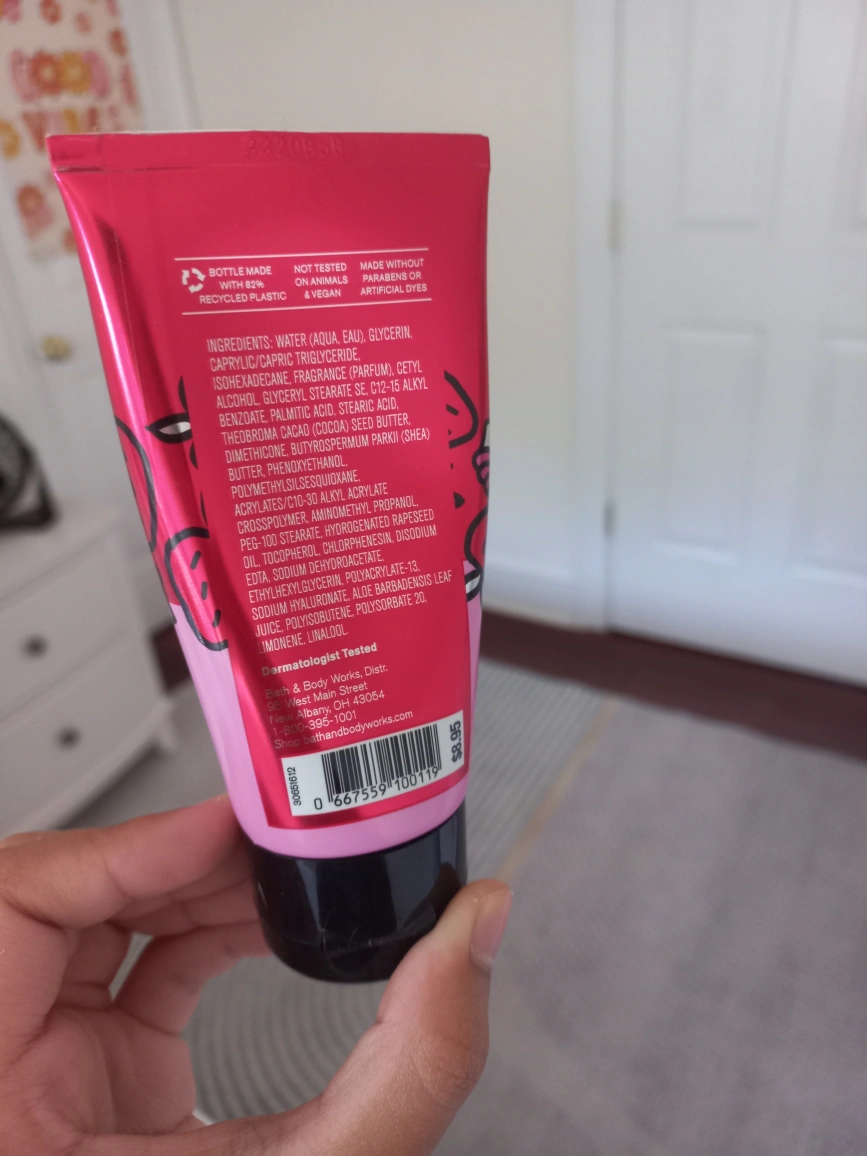 GOOD
VIBES
BOTTLE MADE
WITH 82%
RECYCLED PLASTIC
NOT TESTED
ON ANIMALS
& VEGAN
MADE WITHOUT
PARABENS OR
ARTIFICIAL DYES
INGREDIENTS: WATER (AQUA, EAU), GLYCERIN,
CAPRYLIC/CAPRIC TRIGLYCERIDE,
ISOHEXADECANE, FRAGRANCE (PARFUM), CETYL
ALCOHOL, GLYCERYL STEARATE SE, C12-15 ALKYL
BENZOATE, PALMITIC ACID, STEARIC ACID,
THEOBROMA CACAO (COCOA) SEED BUTTER,
DIMETHICONE, BUTYROSPERMUM PARKII (SHEA)
BUTTER, PHENOXYETHANOL,
POLYMETHYLSILSESQUIOXANE,
ACRYLATES/C10-30 ALKYL ACRYLATE
CROSSPOLYMER, AMINOMETHYL PROPANOL,
PEG-100 STEARATE, HYDROGENATED RAPESEED
OIL, TOCOPHEROL, CHLORPHENESIN, DISODIUM
EDTA, SODIUM DEHYDROACETATE,
ETHYLHEXYLGLYCERIN, POLYACRYLATE-13,
SODIUM HYALURONATE, ALOE BARBADENSIS LEAF
JUICE, POLYISOBUTENE, POLYSORBATE 20,
LIMONENE, LINALOOL.
Dermatologist Tested
Bath & Body Works, Distr.
95 West Main Street
New Albany, OH 43054
1-800-395-1001
Shop bathandbodyworks.com
30651612
0 667559 100119
$8.95